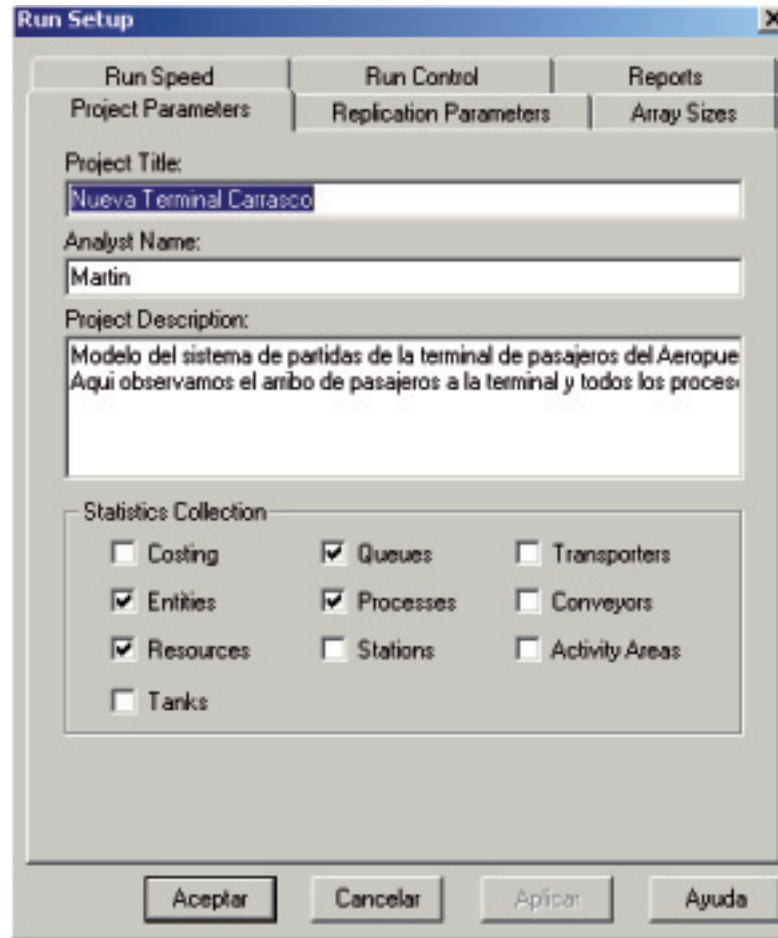 Run Setup
Run Speed Run Control Reports
Project Parameters Replication Parameters Array Sizes
Project Title:
Nueva Terminal Carrasco
Analyst Name:
Martin
Project Description:
Modelo del sistema de partidas de la terminal de pasajeros del Aeropue
Aqui observamos el arribo de pasajeros a la terminal y todos los proces
Statistics Collection
Costing Queues Transporters
Entities Processes Conveyors
Resources Stations Activity Areas
Tanks
Aceptar Cancelar Aplicar Ayuda